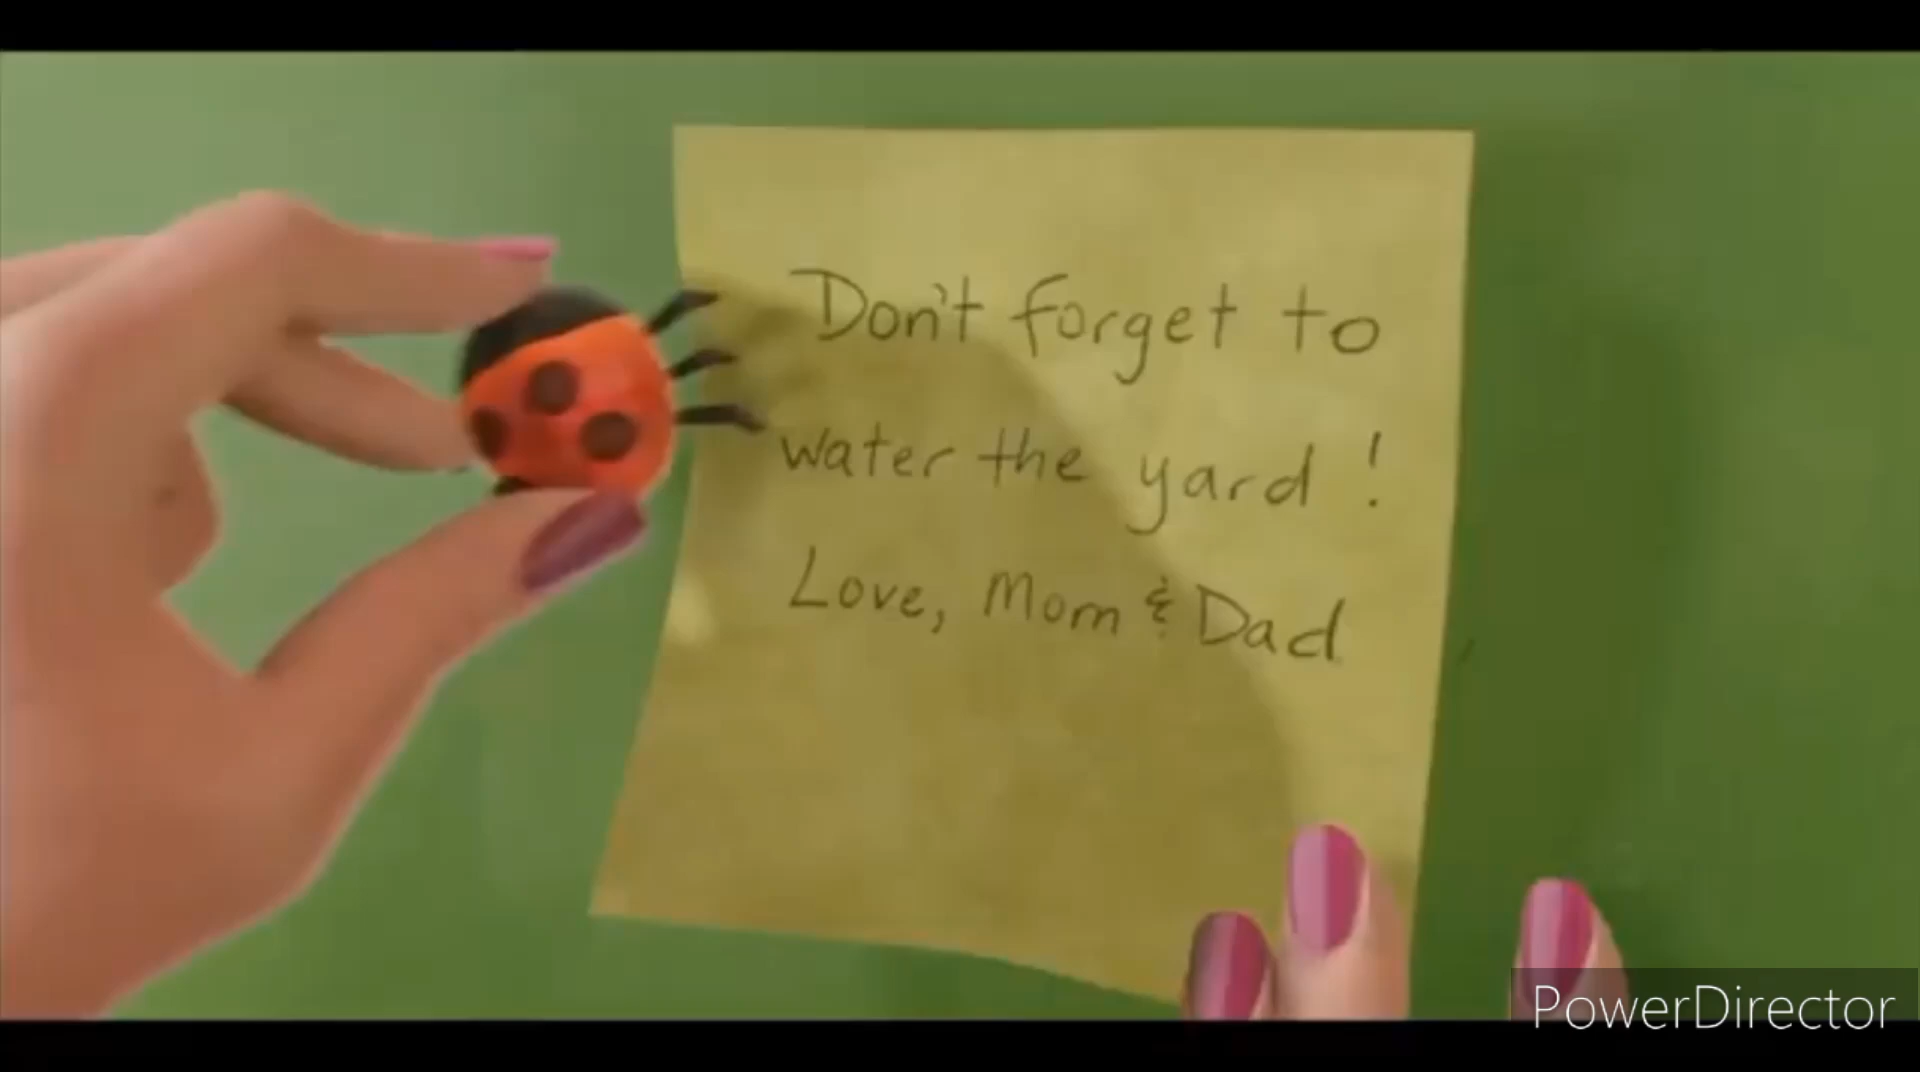 Don't forget to
water the yard!
Love, Mom & Dad
PowerDirector